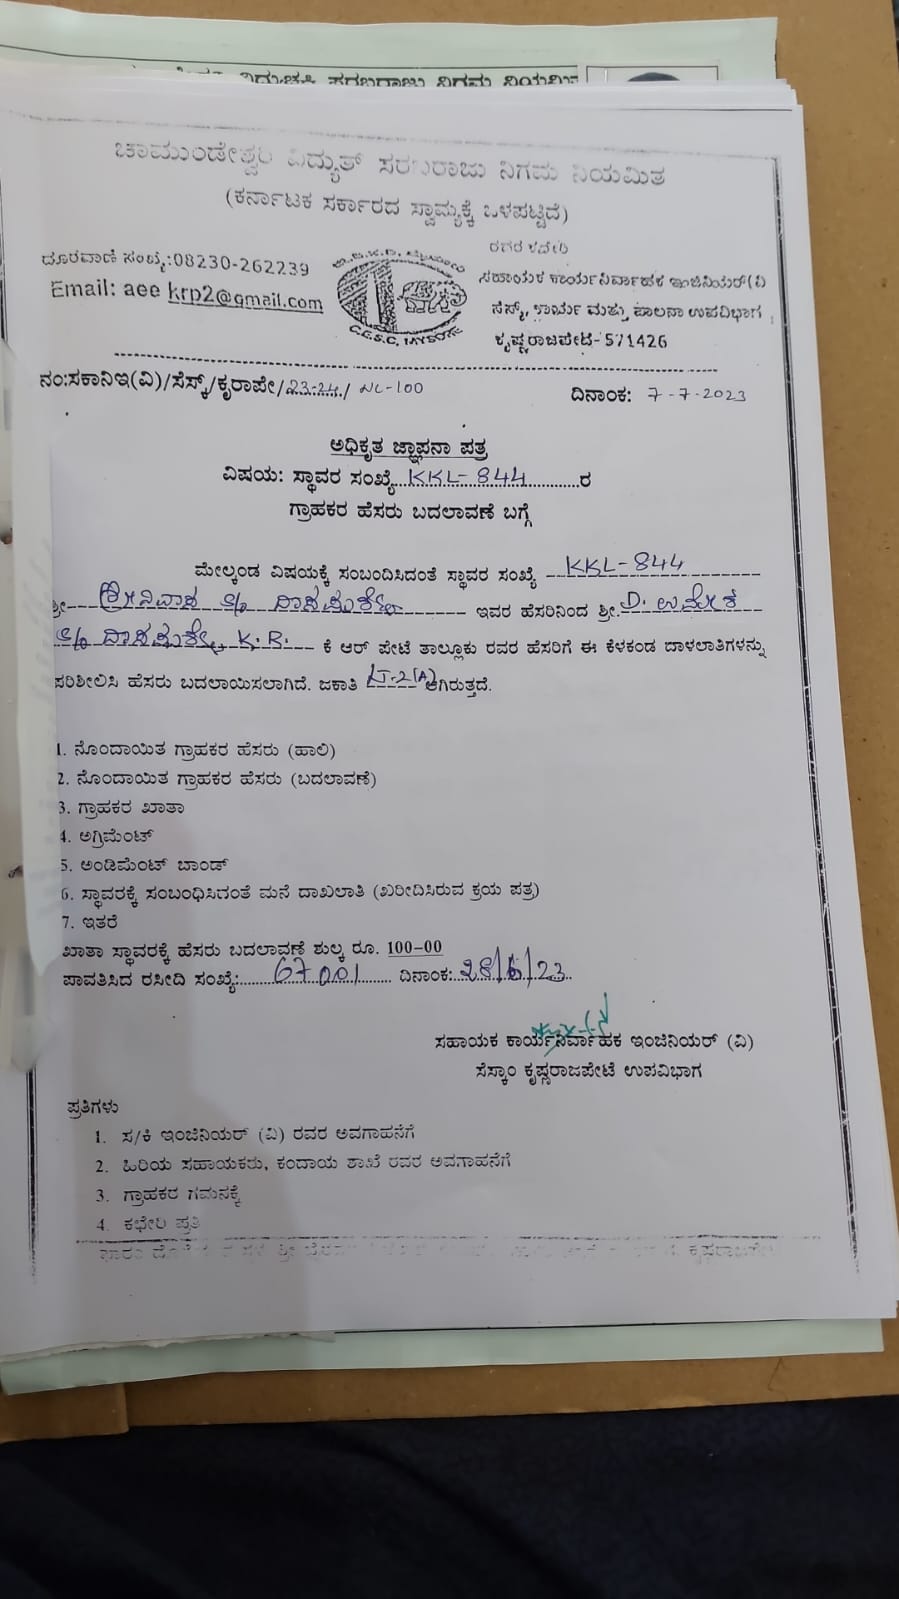 ಚಾಮುಂಡೇಶ್ವರಿ ವಿದ್ಯುತ್ ಸರಬರಾಜು ನಿಗಮ ನಿಯಮಿತ
(ಕರ್ನಾಟಕ ಸರ್ಕಾರದ ಸ್ವಾಮ್ಯಕ್ಕೆ ಒಳಪಟ್ಟಿದೆ)
ದೂರವಾಣಿ ಸಂಖ್ಯೆ:08230-262239
Email: aee krp2@gmail.com
C.E.S.C, MYSORE
ರವರ ಕಛೇರಿ
ಸಹಾಯಕ ಕಾರ್ಯನಿರ್ವಾಹಕ ಇಂಜಿನಿಯರ್(ವಿ
ಸೆಸ್ಕ್, ಕಾರ್ಯ ಮತ್ತು ಪಾಲನಾ ಉಪವಿಭಾಗ
ಕೃಷ್ಣರಾಜಪೇಟೆ-571426
ನಂ:ಸಕಾನಿಇ(ವಿ)/ಸೆಸ್ಕ್/ಕೃರಾಪೇ/23-24/ NC-100
ದಿನಾಂಕ: 7-7-2023
ಅಧಿಕೃತ ಜ್ಞಾಪನಾ ಪತ್ರ
ವಿಷಯ: ಸ್ಥಾವರ ಸಂಖ್ಯೆ KKL-844 ರ
ಗ್ರಾಹಕರ ಹೆಸರು ಬದಲಾವಣೆ ಬಗ್ಗೆ
ಮೇಲ್ಕಂಡ ವಿಷಯಕ್ಕೆ ಸಂಬಂದಿಸಿದಂತೆ ಸ್ಥಾವರ ಸಂಖ್ಯೆ KKL-844
ಶ್ರೀ ಶ್ರೀನಿವಾಸ S/o ಇವರ ಹೆಸರಿನಿಂದ ಶ್ರೀ. D. ಉಮೇಶ
S/o K.R. ಕೆ ಆರ್ ಪೇಟೆ ತಾಲ್ಲೂಕು ರವರ ಹೆಸರಿಗೆ ಈ ಕೆಳಕಂಡ ದಾಳಲಾತಿಗಳನ್ನು
ಪರಿಶೀಲಿಸಿ ಹೆಸರು ಬದಲಾಯಿಸಲಾಗಿದೆ. ಜಕಾತಿ LT-2(A) ಆಗಿರುತ್ತದೆ.
1. ನೊಂದಾಯಿತ ಗ್ರಾಹಕರ ಹೆಸರು (ಹಾಲಿ)
2. ನೊಂದಾಯಿತ ಗ್ರಾಹಕರ ಹೆಸರು (ಬದಲಾವಣೆ)
3. ಗ್ರಾಹಕರ ಖಾತಾ
4. ಅಗ್ರಿಮೆಂಟ್
5. ಅಂಡಿಮೆಂಟ್ ಬಾಂಡ್
6. ಸ್ಥಾವರಕ್ಕೆ ಸಂಬಂಧಿಸಿದಂತೆ ಮನೆ ದಾಖಲಾತಿ (ಖರೀದಿಸಿರುವ ಕ್ರಯ ಪತ್ರ)
7. ಇತರೆ
ಖಾತಾ ಸ್ಥಾವರಕ್ಕೆ ಹೆಸರು ಬದಲಾವಣೆ ಶುಲ್ಕ ರೂ. 100-00
ಪಾವತಿಸಿದ ರಸೀದಿ ಸಂಖ್ಯೆ: 67001 ದಿನಾಂಕ: 28/6/23
ಸಹಾಯಕ ಕಾರ್ಯನಿರ್ವಾಹಕ ಇಂಜಿನಿಯರ್ (ವಿ)
ಸೆಸ್ಕಾಂ ಕೃಷ್ಣರಾಜಪೇಟೆ ಉಪವಿಭಾಗ
ಪ್ರತಿಗಳು
1. ಸ/ಕಿ ಇಂಜಿನಿಯರ್ (ವಿ) ರವರ ಅವಗಾಹನೆಗೆ
2. ಹಿರಿಯ ಸಹಾಯಕರು, ಕಂದಾಯ ಶಾಖೆ ರವರ ಅವಗಾಹನೆಗೆ
3. ಗ್ರಾಹಕರ ಗಮನಕ್ಕೆ
4. ಕಛೇರಿ ಪ್ರತಿ